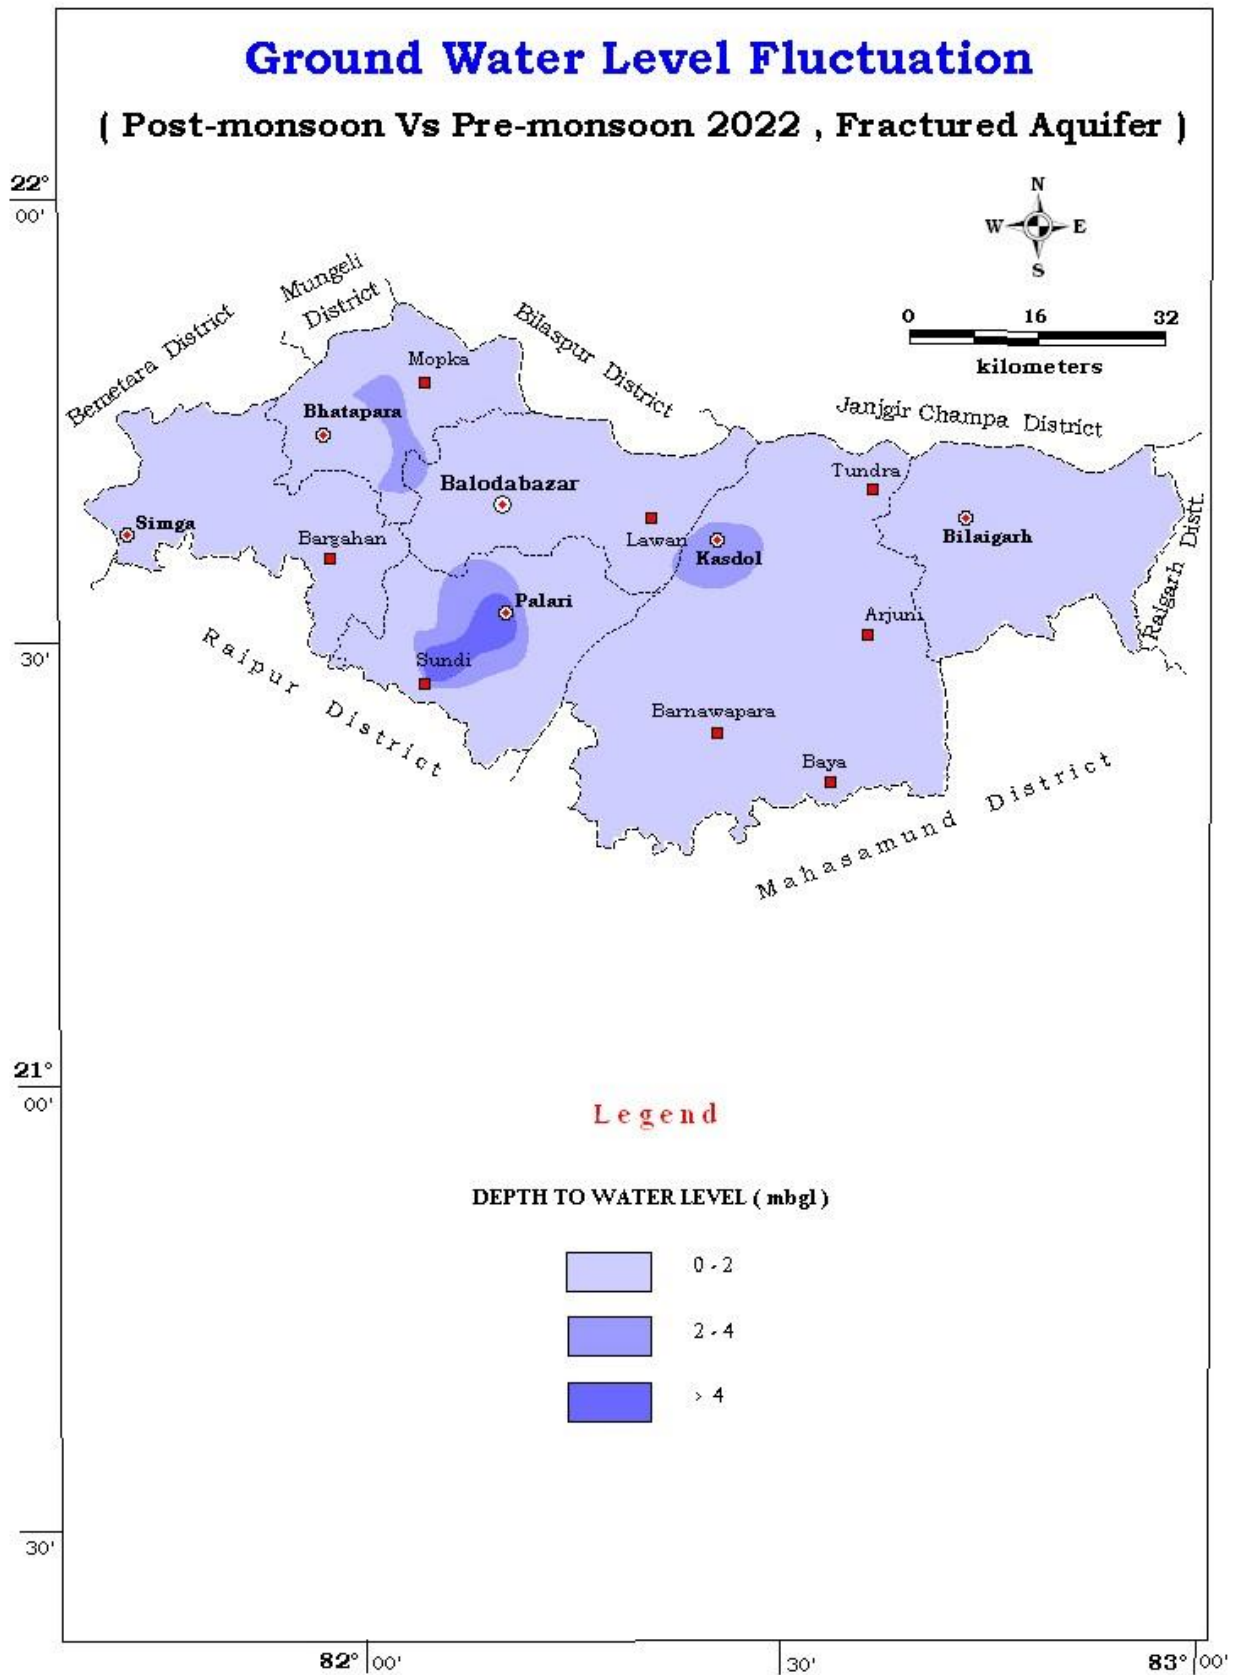 Ground Water Level Fluctuation
( Post-monsoon Vs Pre-monsoon 2022 , Fractured Aquifer )
22°
00'
N
W E
S
0 16 32
kilometers
Mungeli
District
Bemetara District
Bilaspur District
Janjgir Champa District
Mopka
Bhatapara
Tundra
Balodabazar
Simga
Bargahan
Lawan
Kasdol
Bilaigarh
Raigarh Distt.
Palari
Arjuni
30'
Raipur District
Sundi
Barnawapara
Baya
Mahasamund District
21°
00'
Legend
DEPTH TO WATER LEVEL ( mbgl )
0 - 2
2 - 4
> 4
30'
82° 00'
30'
83° 00'